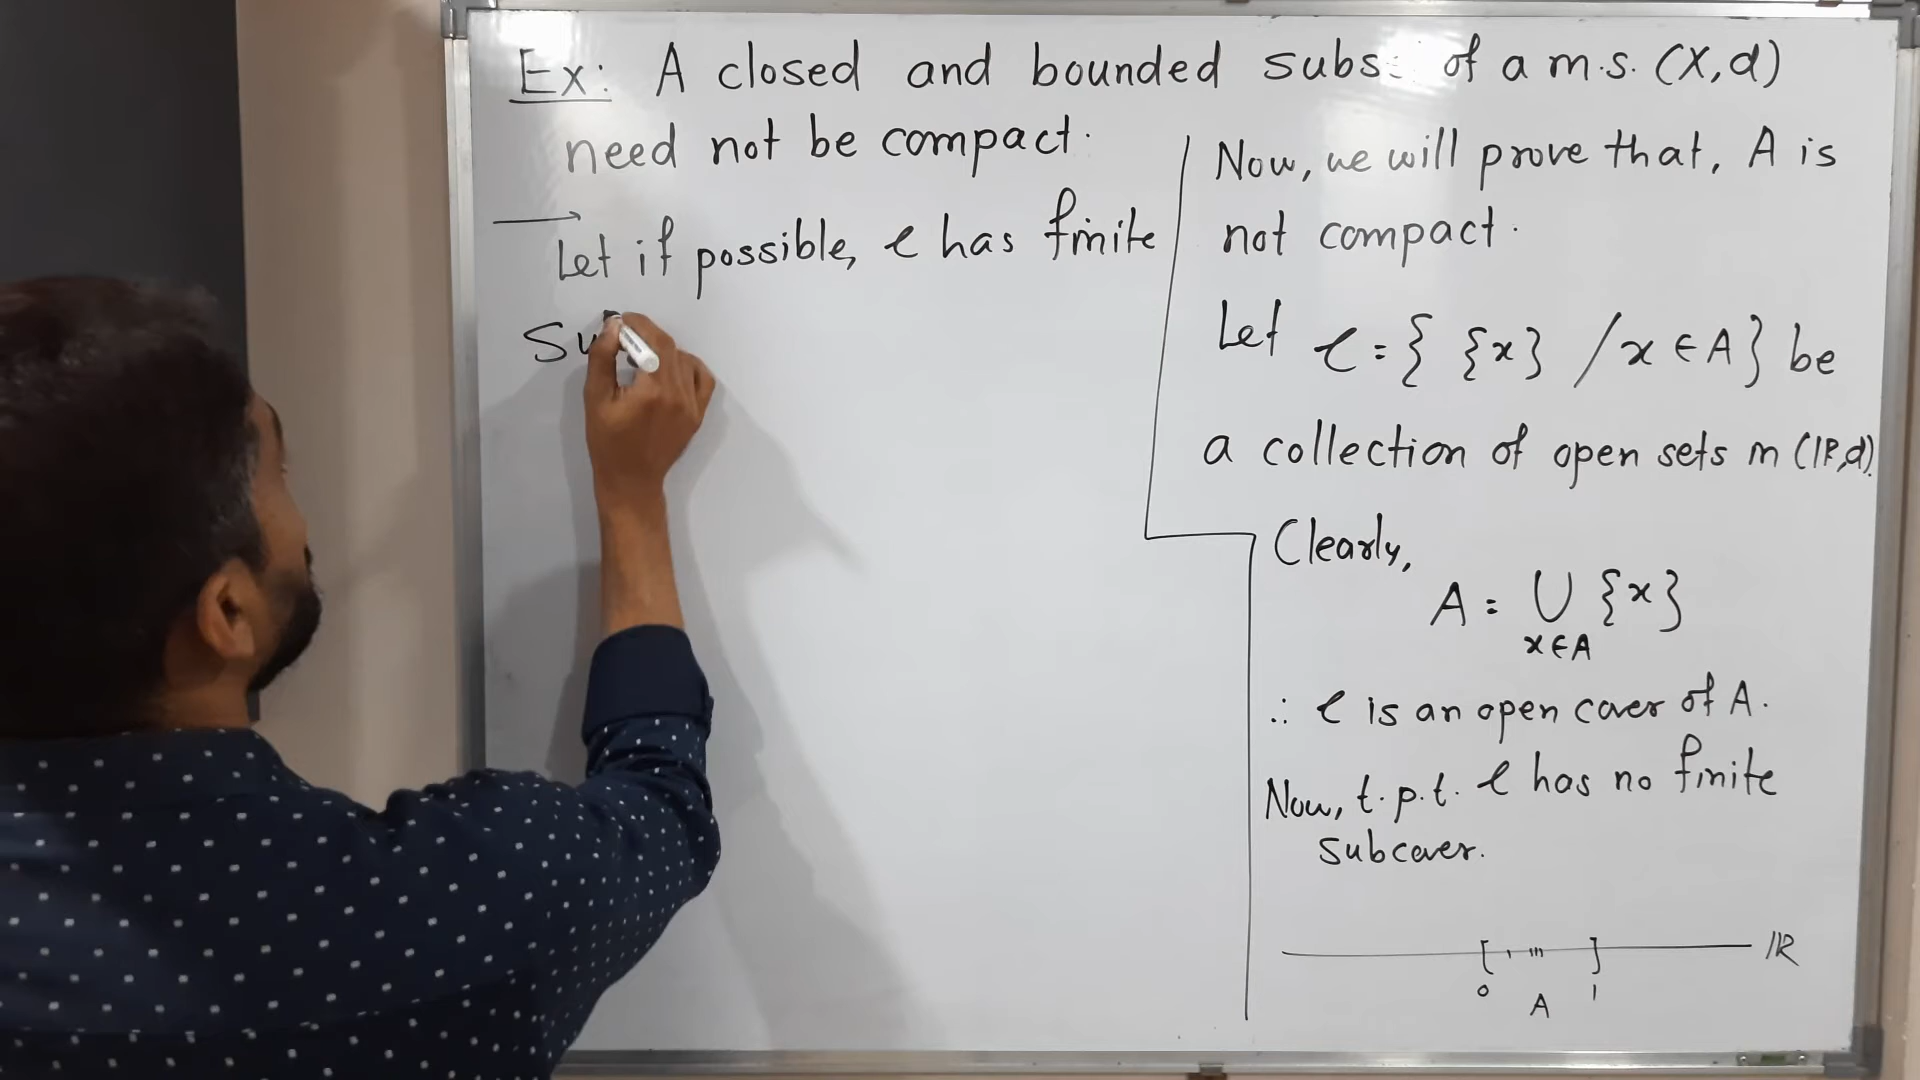 Ex: A closed and bounded subs of a m.s. (X,d)
need not be compact.
→ Let if possible, ℓ has finite
Su
Now, we will prove that, A is
not compact.
Let ℓ = { {x} / x ∈ A } be
a collection of open sets in (ℝ,d).
Clearly,
A = ∪ {x}
x∈A
∴ ℓ is an open cover of A.
Now, t.p.t. ℓ has no finite
subcover.
[ ] ℝ
0 A 1